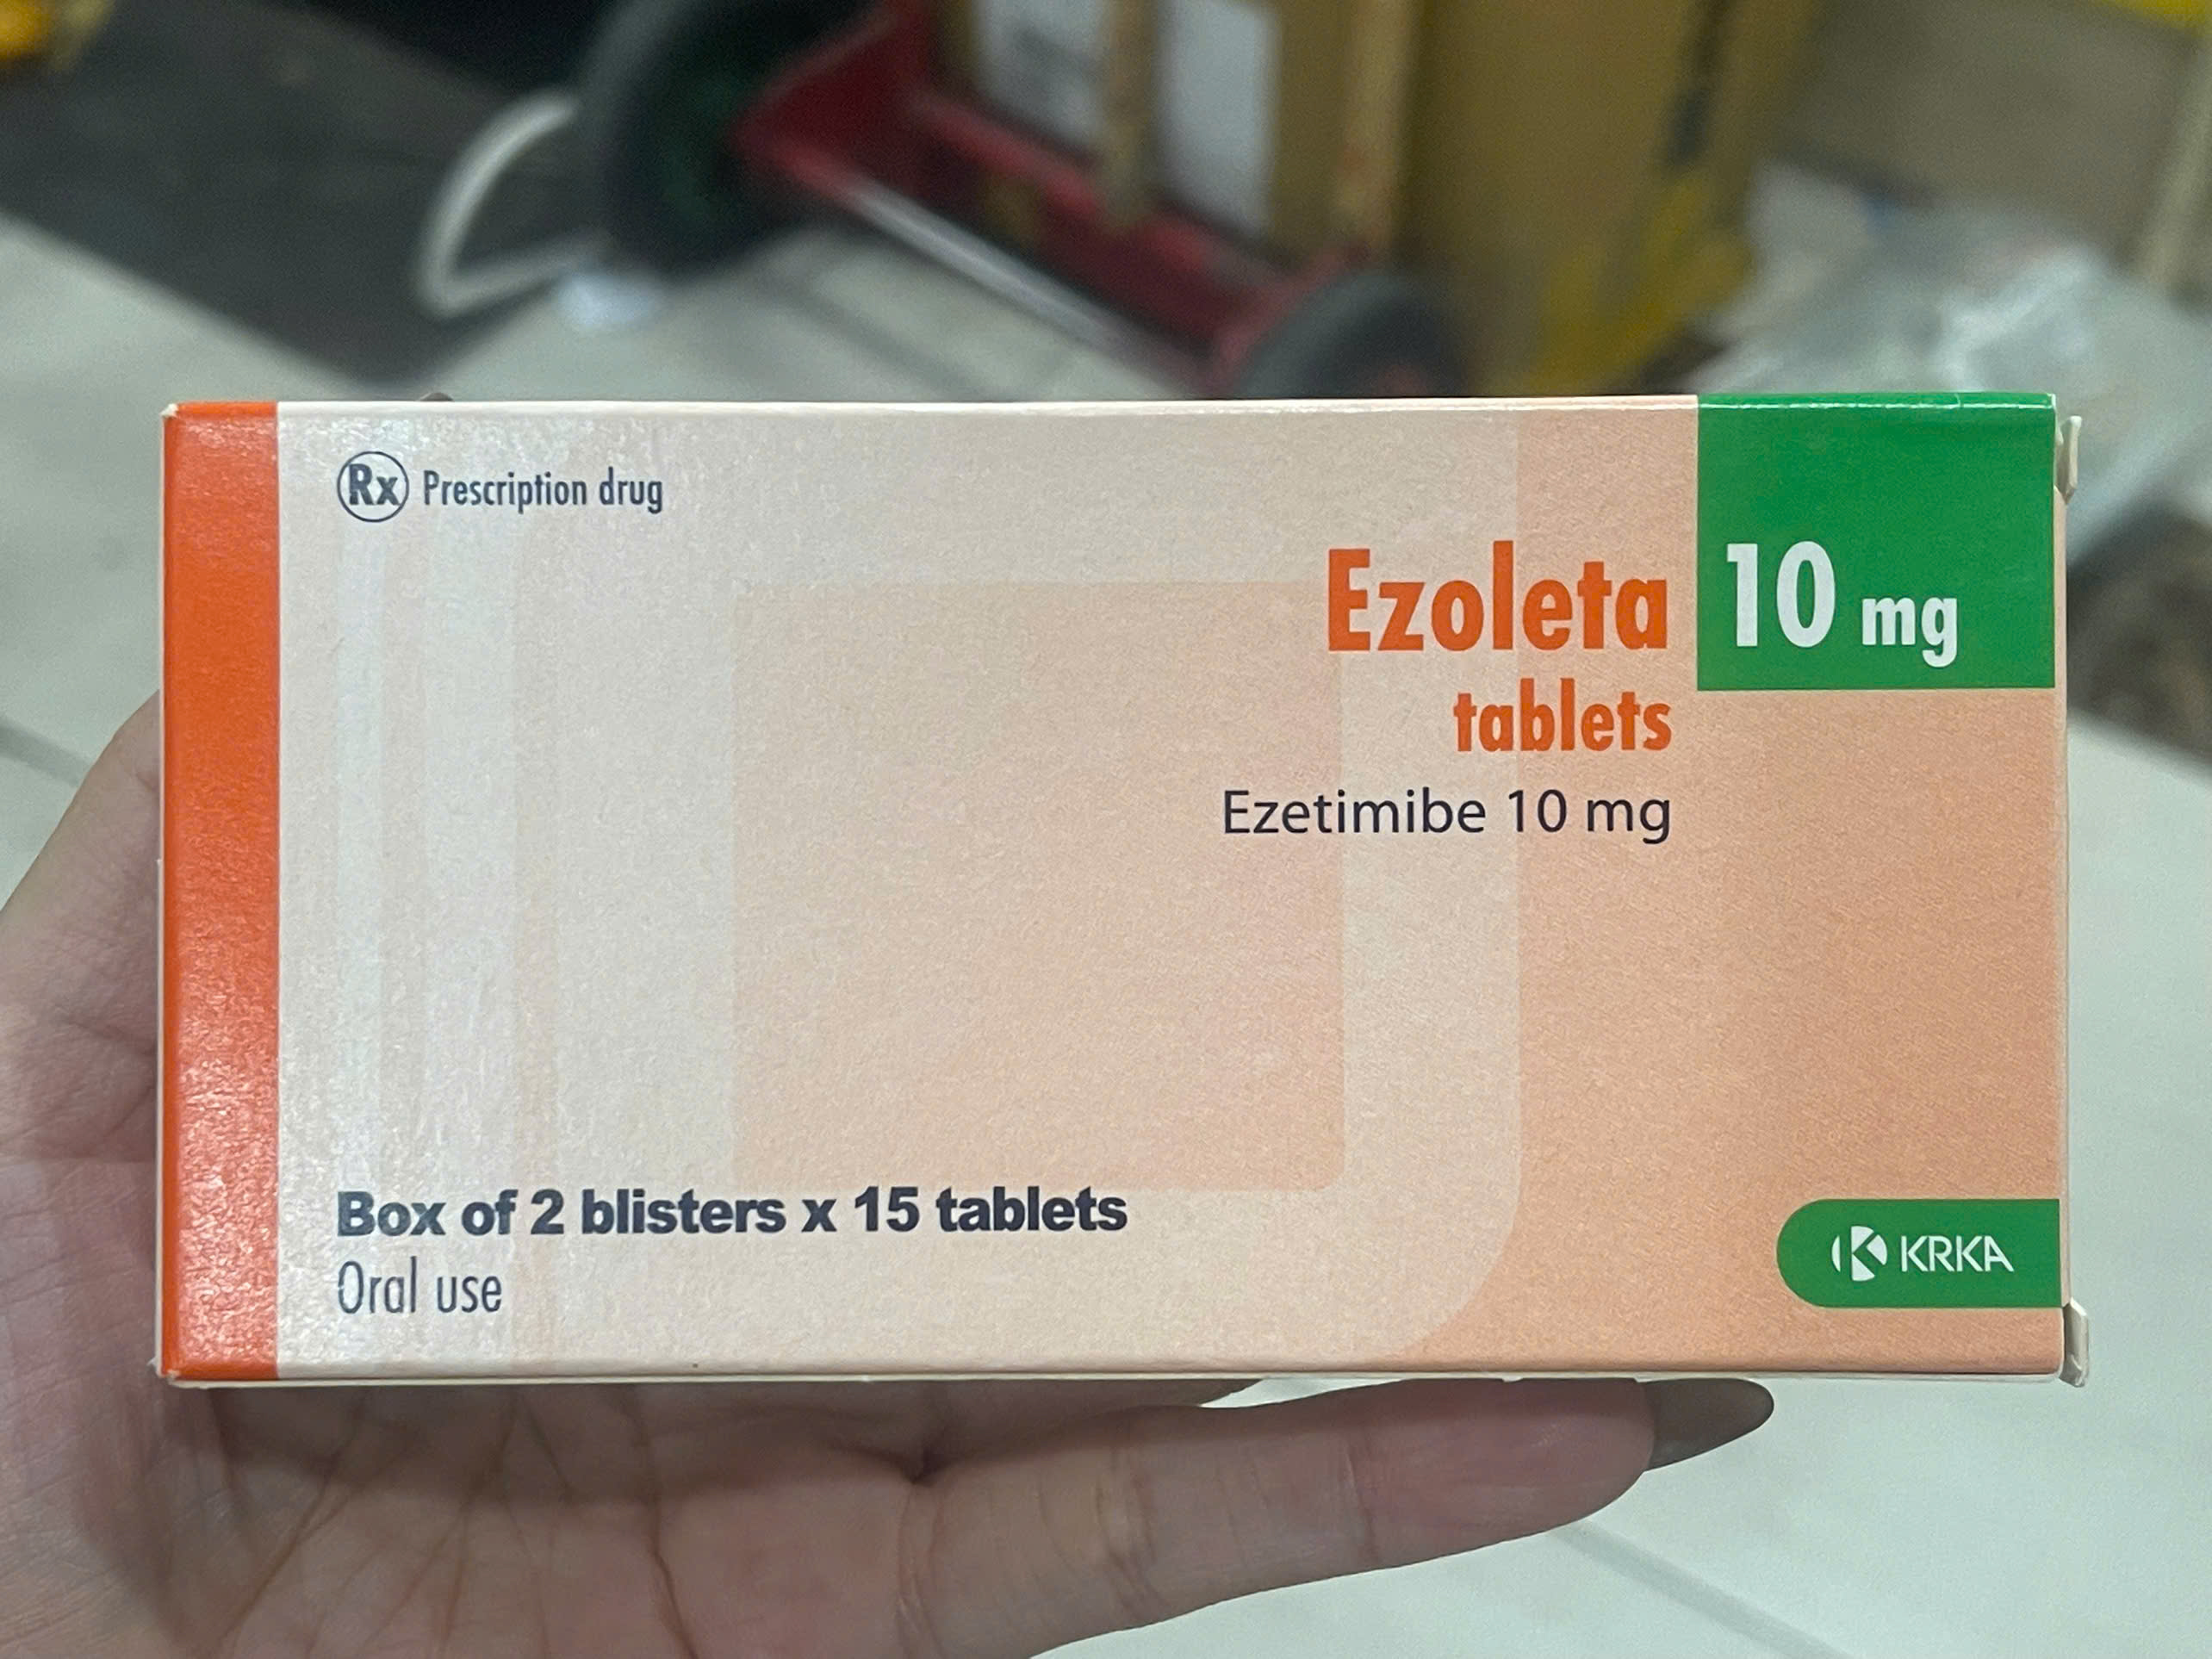 Rx Prescription drug
Ezoleta 10 mg
tablets
Ezetimibe 10 mg
Box of 2 blisters x 15 tablets
Oral use
KRKA